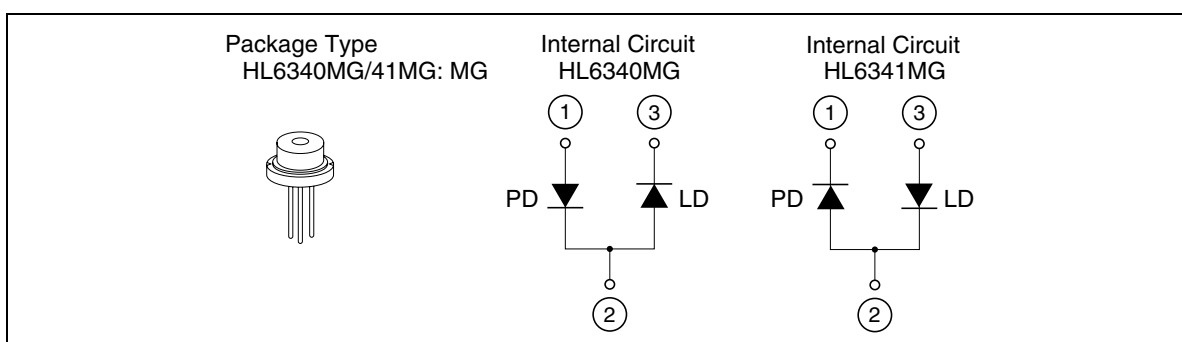 Package Type
HL6340MG/41MG: MG
Internal Circuit
HL6340MG
1
3
PD
LD
2
Internal Circuit
HL6341MG
1
3
PD
LD
2